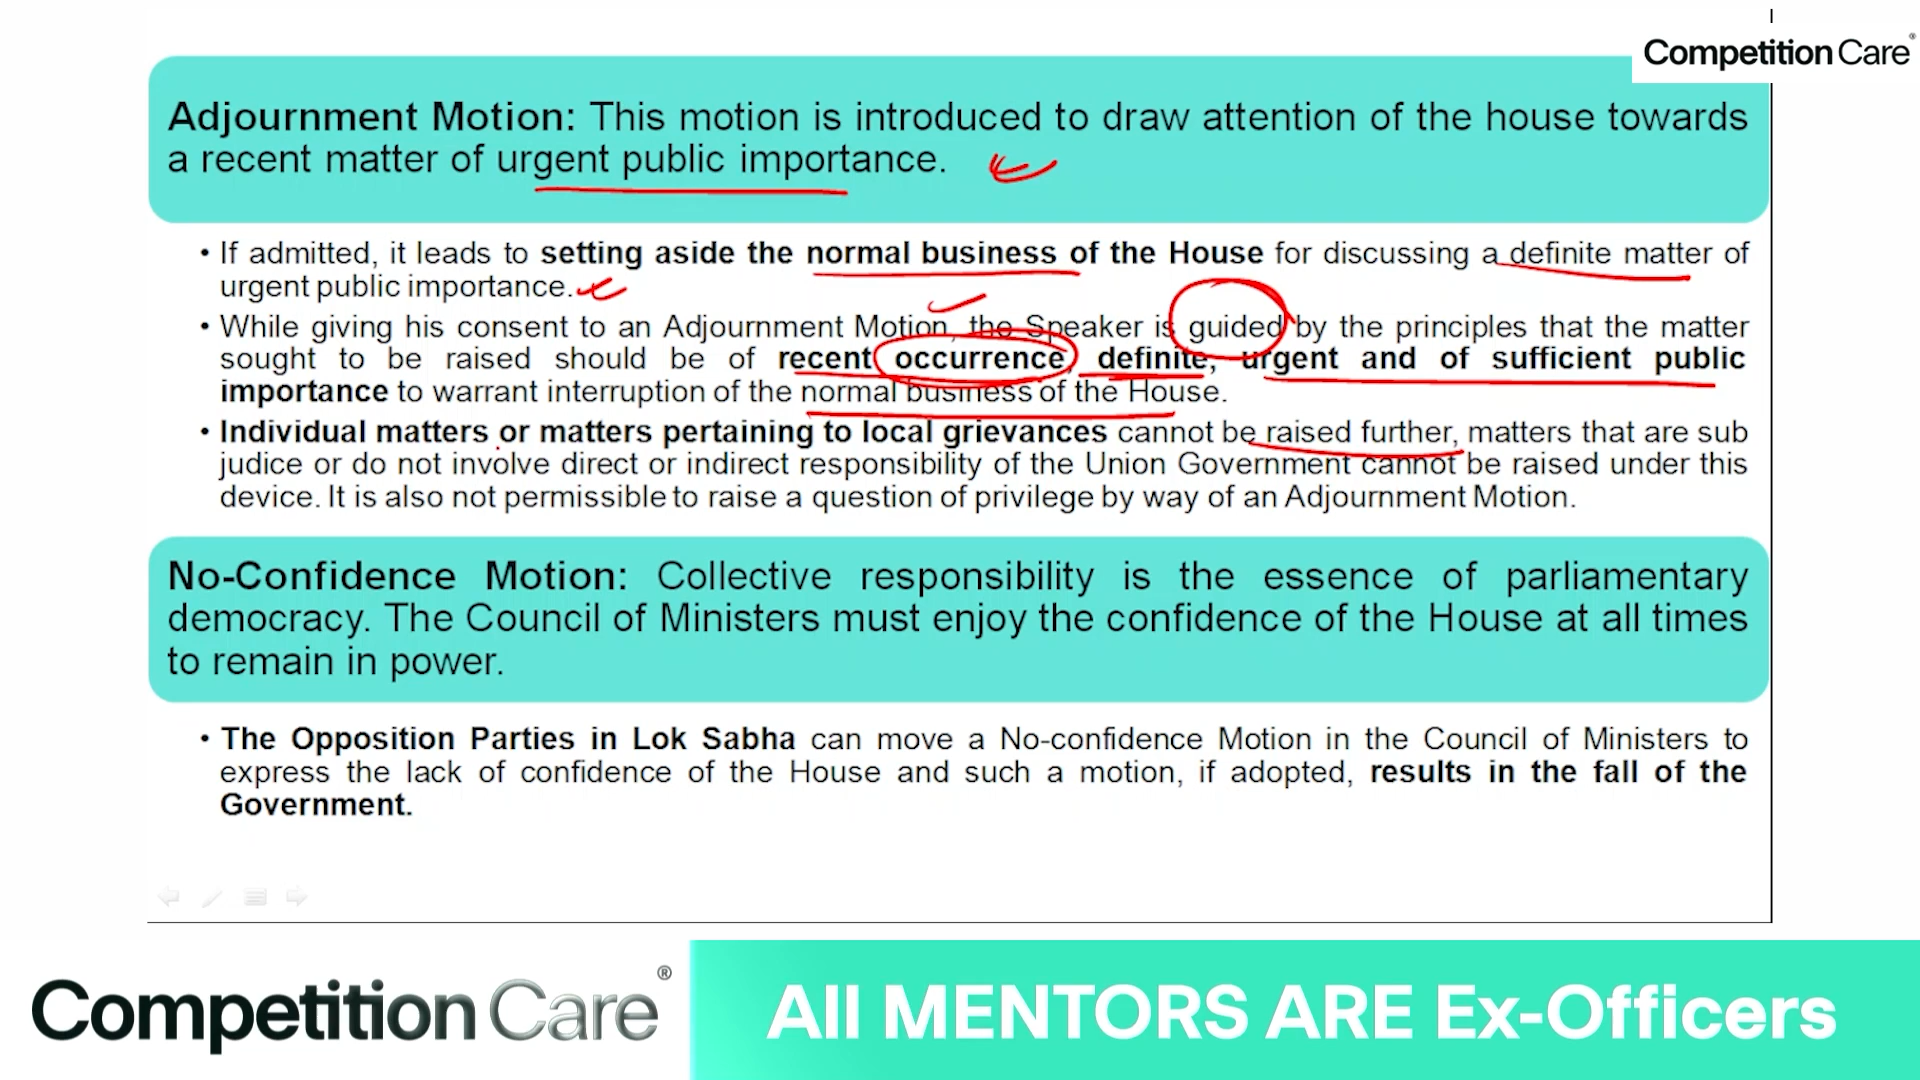 Competition Care®
Adjournment Motion: This motion is introduced to draw attention of the house towards
a recent matter of urgent public importance.
• If admitted, it leads to setting aside the normal business of the House for discussing a definite matter of
urgent public importance.
• While giving his consent to an Adjournment Motion, the Speaker is guided by the principles that the matter
sought to be raised should be of recent occurrence, definite, urgent and of sufficient public
importance to warrant interruption of the normal business of the House.
• Individual matters or matters pertaining to local grievances cannot be raised further, matters that are sub
judice or do not involve direct or indirect responsibility of the Union Government cannot be raised under this
device. It is also not permissible to raise a question of privilege by way of an Adjournment Motion.
No-Confidence Motion: Collective responsibility is the essence of parliamentary
democracy. The Council of Ministers must enjoy the confidence of the House at all times
to remain in power.
• The Opposition Parties in Lok Sabha can move a No-confidence Motion in the Council of Ministers to
express the lack of confidence of the House and such a motion, if adopted, results in the fall of the
Government.
Competition Care®
All MENTORS ARE Ex-Officers